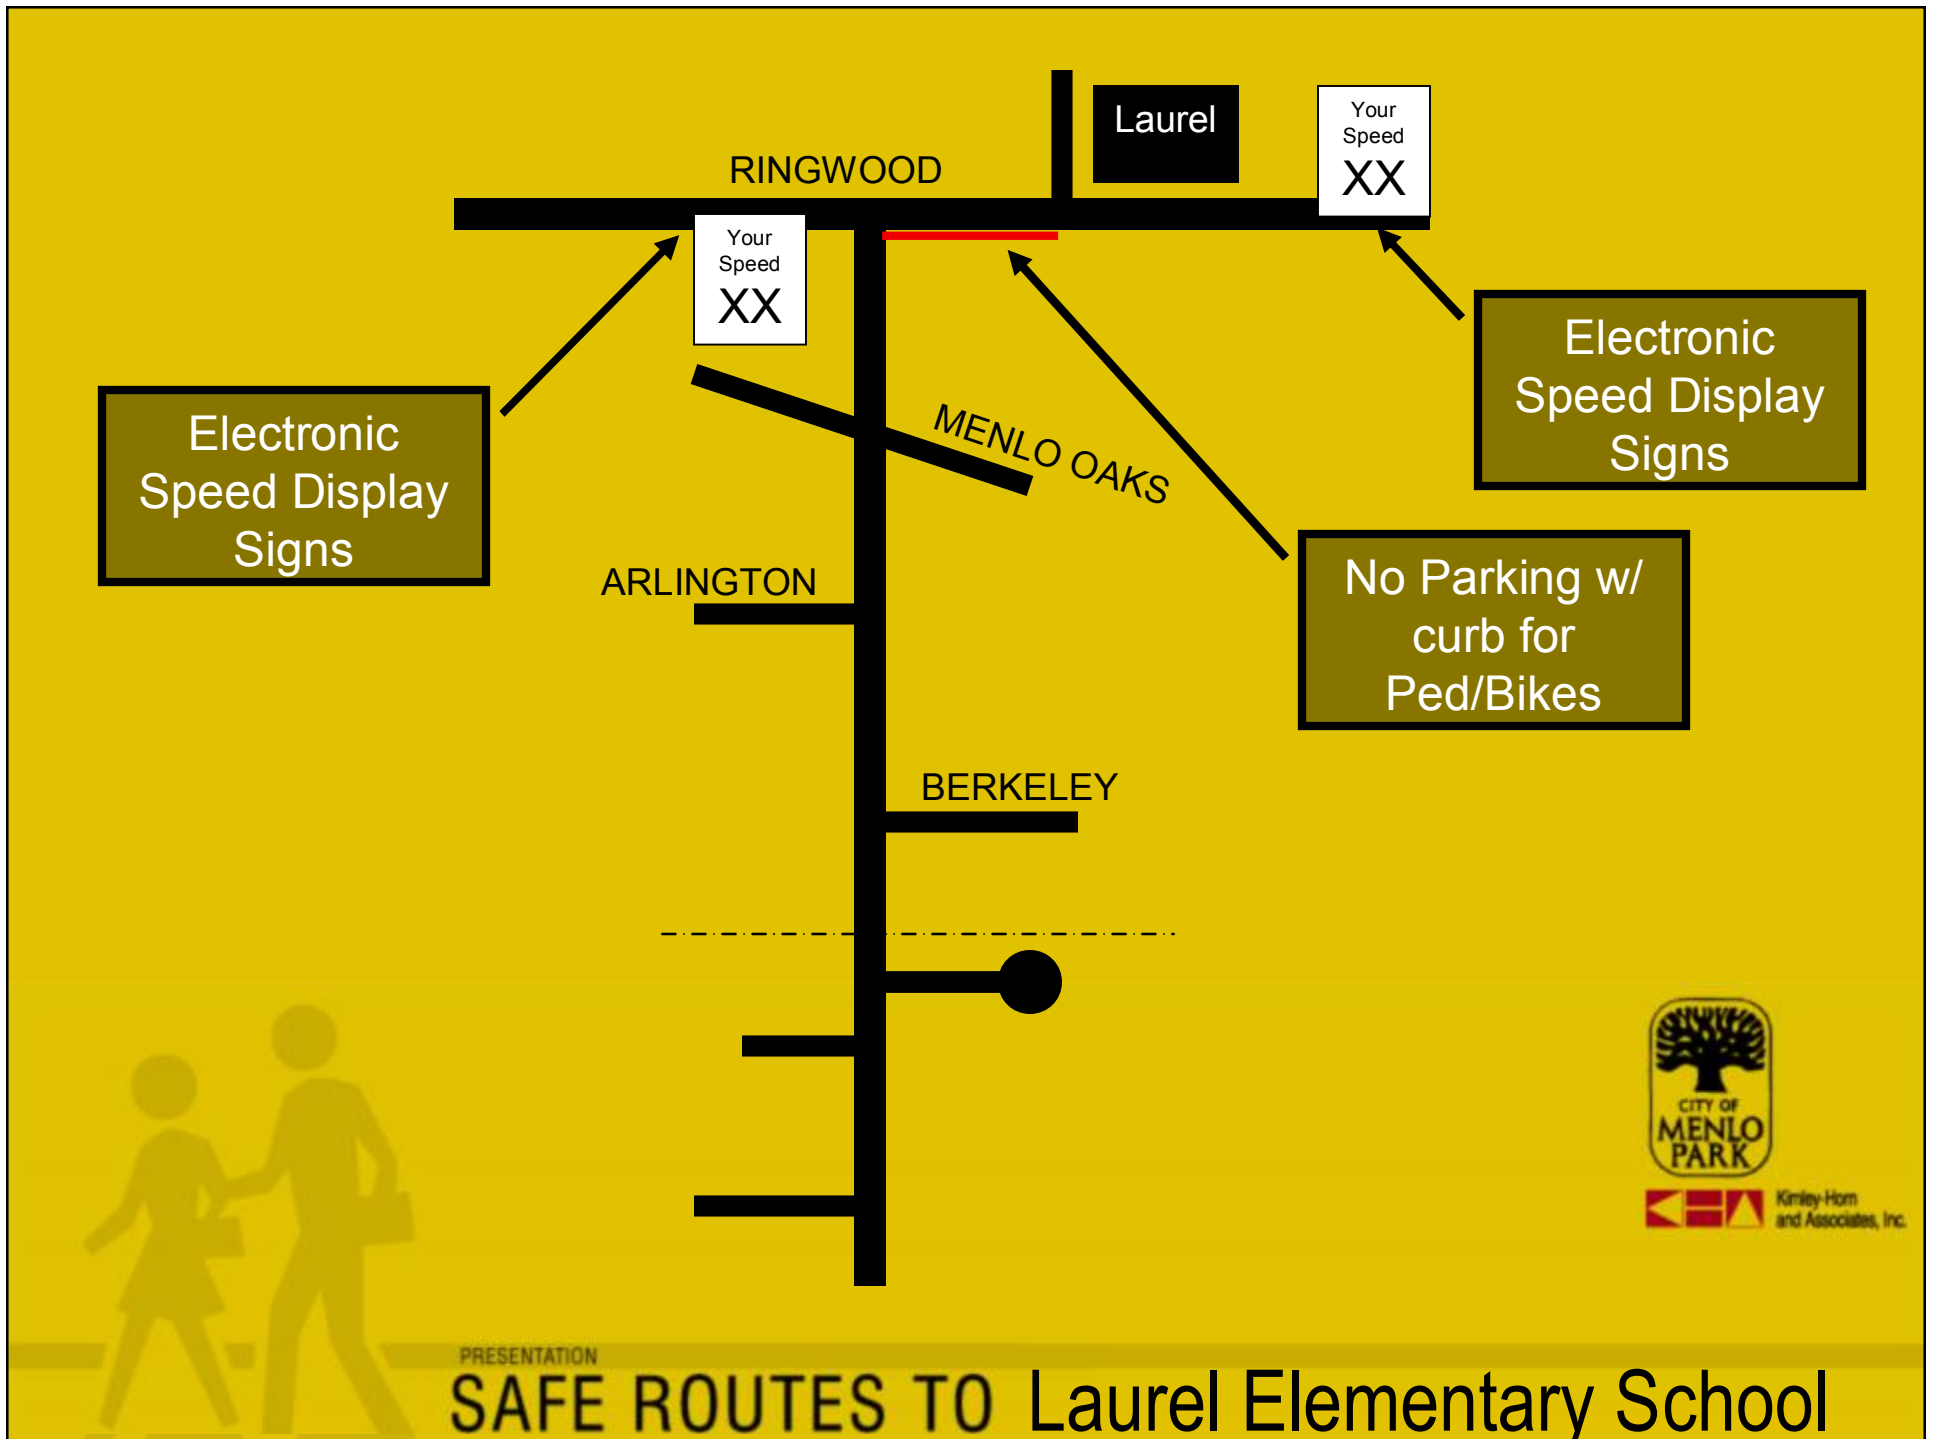 Laurel
Your
Speed
XX
RINGWOOD
Your
Speed
XX
Electronic
Speed Display
Signs
Electronic
Speed Display
Signs
MENLO OAKS
No Parking w/
curb for
Ped/Bikes
ARLINGTON
BERKELEY
CITY OF
MENLO
PARK
Kimley-Horn
and Associates, Inc.
PRESENTATION
SAFE ROUTES TO Laurel Elementary School